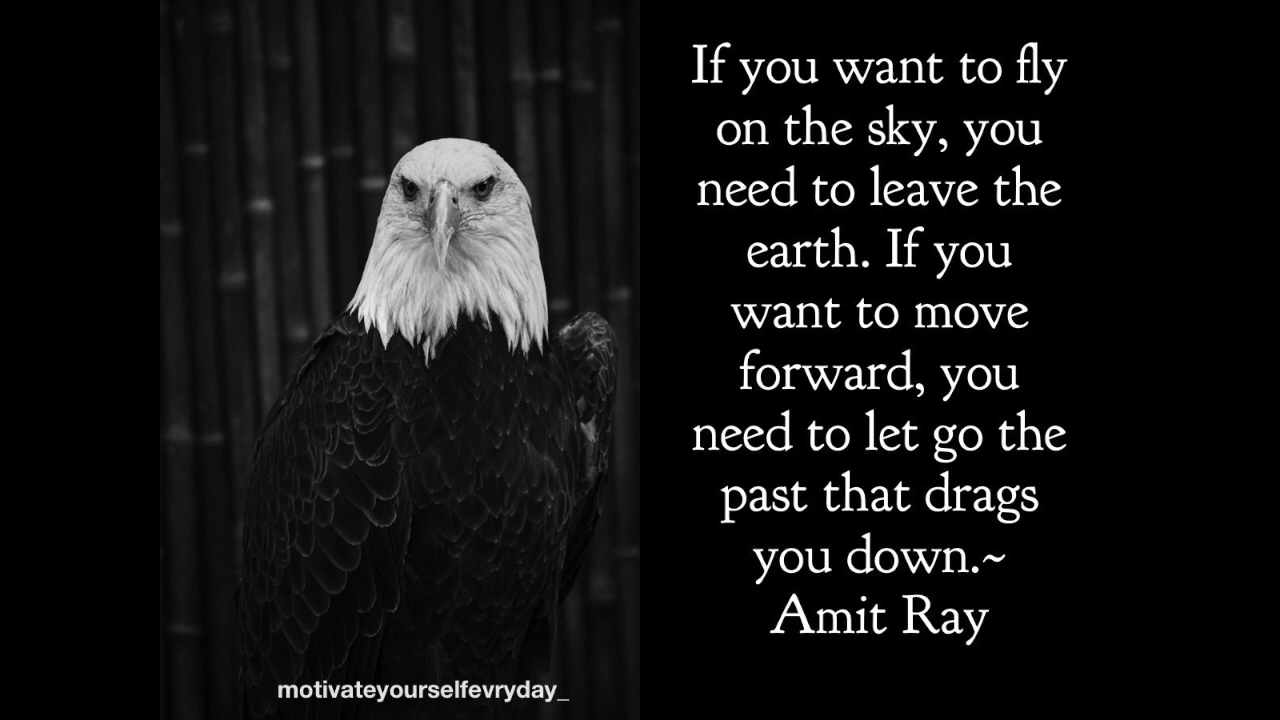 If you want to fly
on the sky, you
need to leave the
earth. If you
want to move
forward, you
need to let go the
past that drags
you down.~
Amit Ray
motivateyourselfevryday_